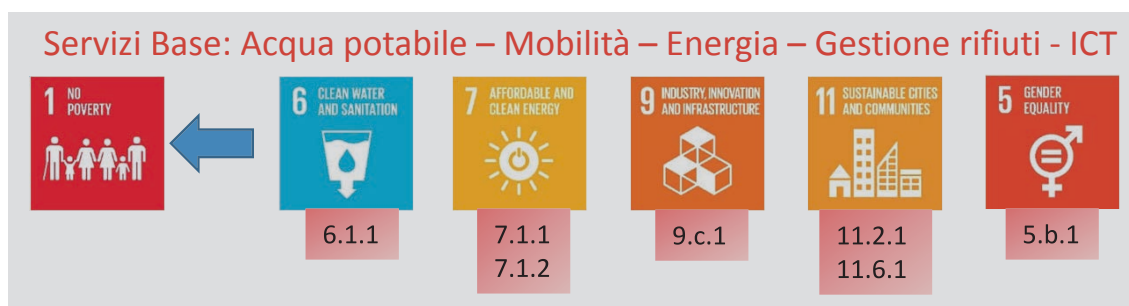 Servizi Base: Acqua potabile – Mobilità – Energia – Gestione rifiuti - ICT
1 NO
POVERTY
6 CLEAN WATER
AND SANITATION
6.1.1
7 AFFORDABLE AND
CLEAN ENERGY
7.1.1
7.1.2
9 INDUSTRY, INNOVATION
AND INFRASTRUCTURE
9.c.1
11 SUSTAINABLE CITIES
AND COMMUNITIES
11.2.1
11.6.1
5 GENDER
EQUALITY
5.b.1